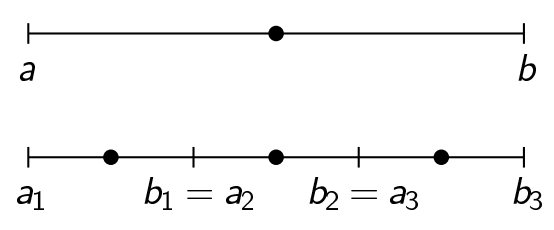 a b
a₁ b₁ = a₂ b₂ = a₃ b₃